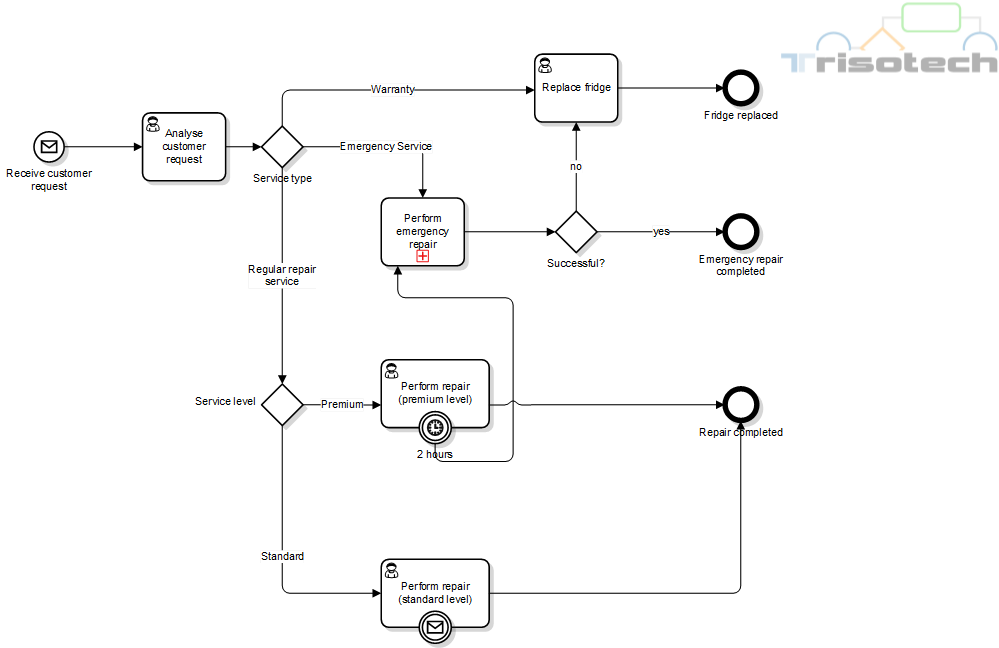 Trisotech
Warranty
Replace fridge
Fridge replaced
Receive customer
request
Analyse
customer
request
Service type
Emergency Service
no
Perform
emergency
repair
Successful?
yes
Emergency repair
completed
Regular repair
service
Service level
Premium
Perform repair
(premium level)
2 hours
Repair completed
Standard
Perform repair
(standard level)